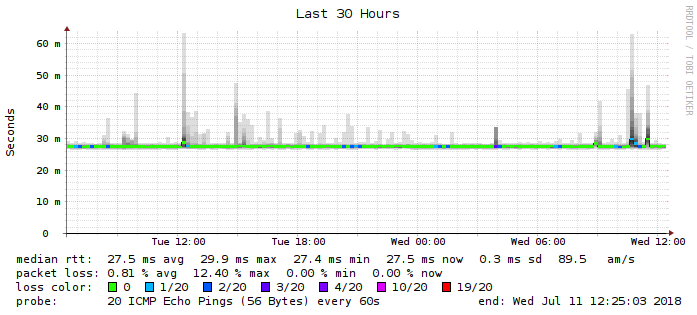 Last 30 Hours
RRDTOOL / TOBI OETIKER
Seconds
60 m
50 m
40 m
30 m
20 m
10 m
0
Tue 12:00 Tue 18:00 Wed 00:00 Wed 06:00 Wed 12:00
median rtt: 27.5 ms avg 29.9 ms max 27.4 ms min 27.5 ms now 0.3 ms sd 89.5 am/s
packet loss: 0.81 % avg 12.40 % max 0.00 % min 0.00 % now
loss color: 0 1/20 2/20 3/20 4/20 10/20 19/20
probe: 20 ICMP Echo Pings (56 Bytes) every 60s end: Wed Jul 11 12:25:03 2018